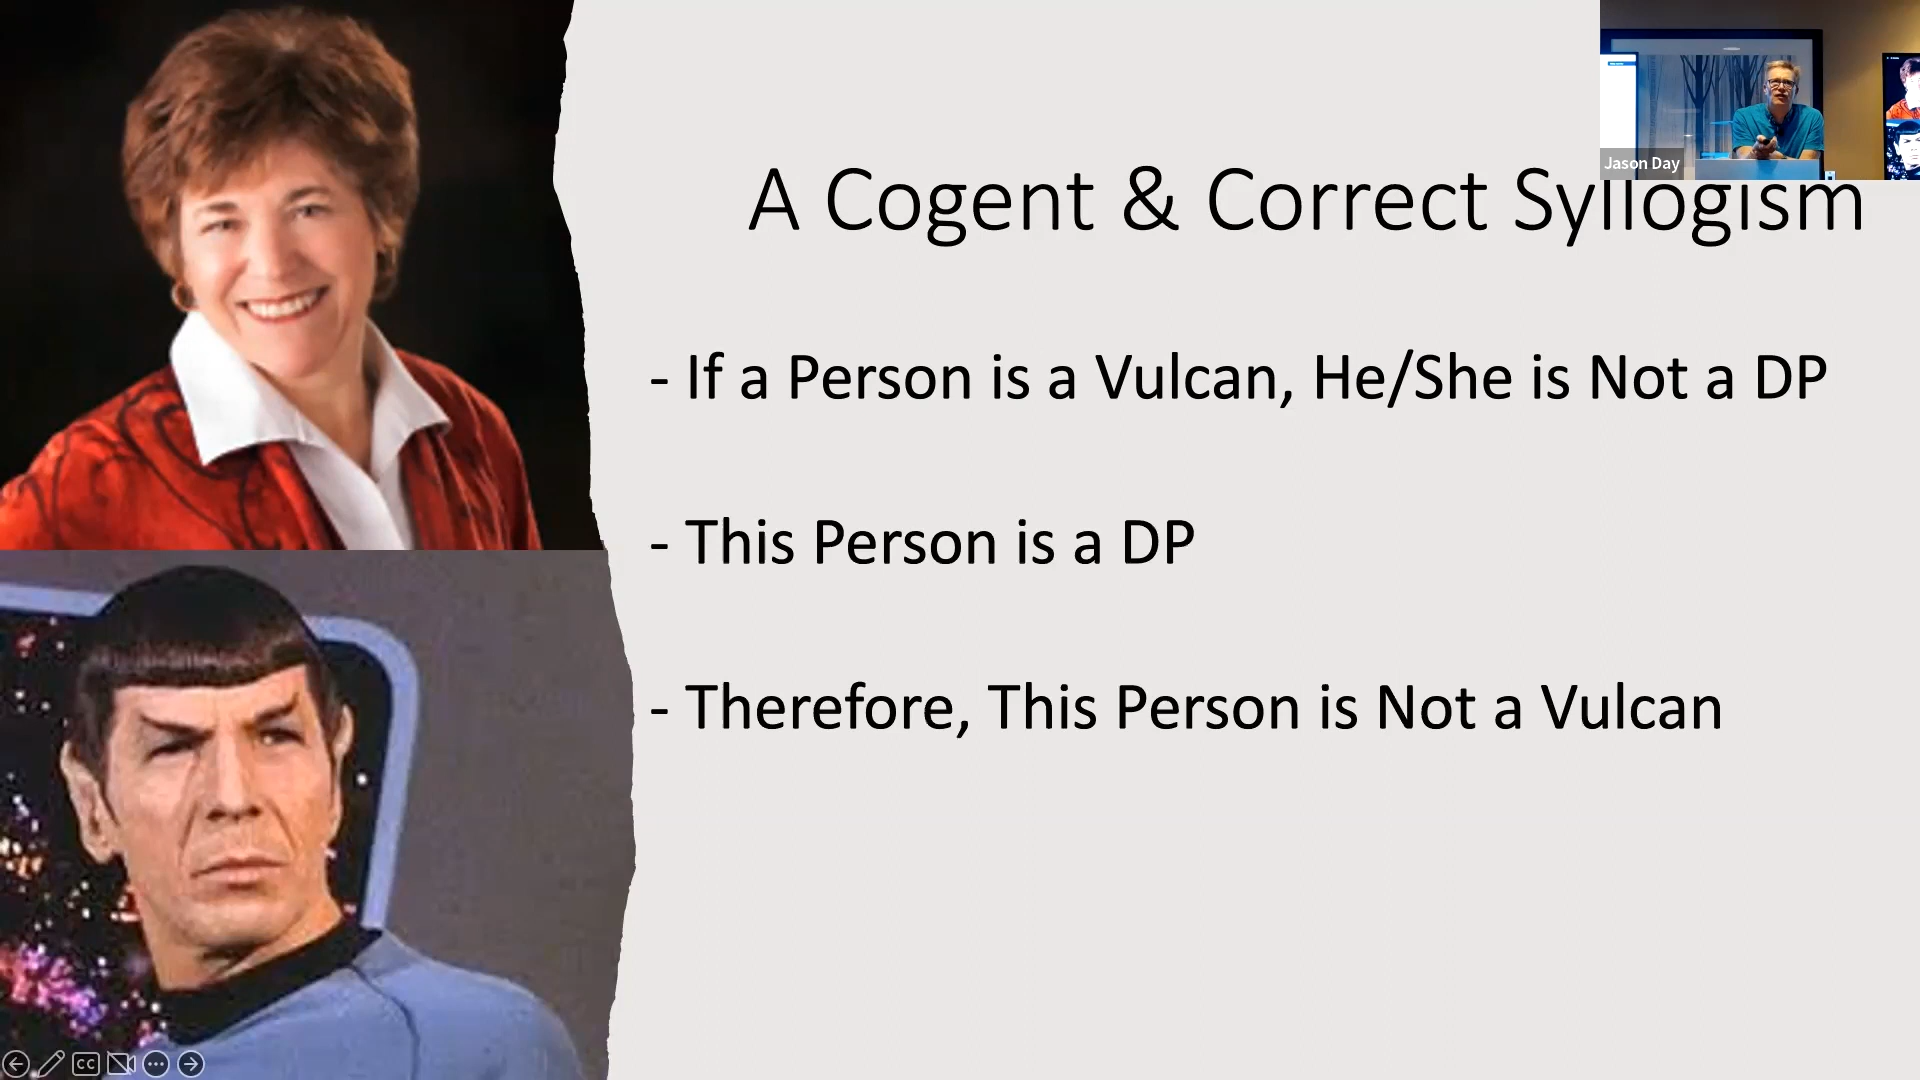 Jason Day
A Cogent & Correct Syllogism
- If a Person is a Vulcan, He/She is Not a DP
- This Person is a DP
- Therefore, This Person is Not a Vulcan
CC